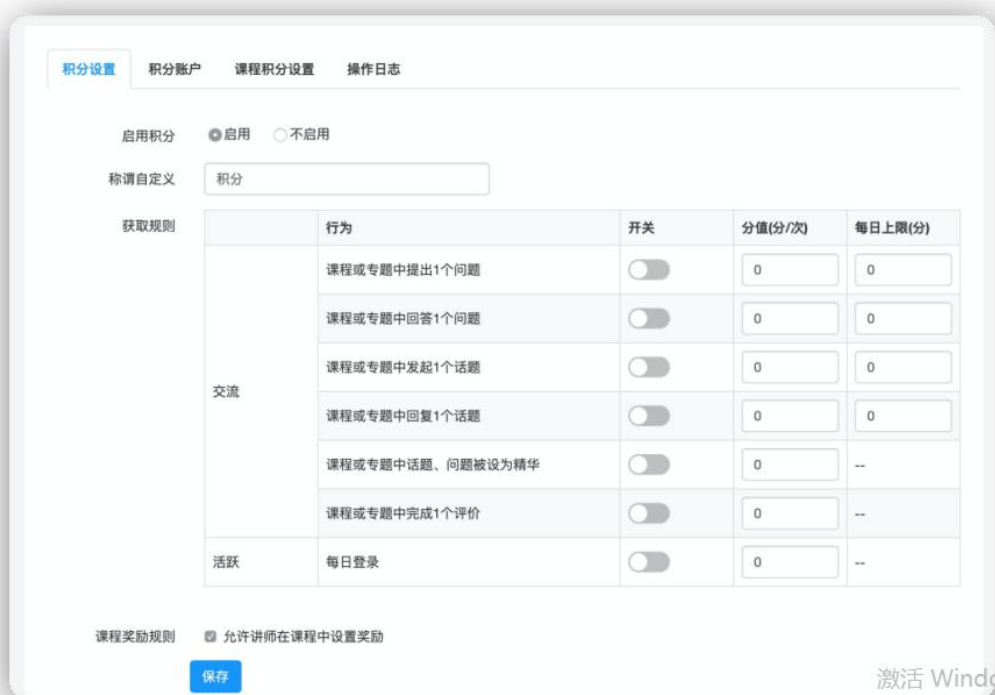 积分设置 积分账户 课程积分设置 操作日志
启用积分 启用 不启用
称谓自定义 积分
获取规则 行为 开关 分值(分/次) 每日上限(分)
课程或专题中提出1个问题 0 0
课程或专题中回答1个问题 0 0
课程或专题中发起1个话题 0 0
交流
课程或专题中回复1个话题 0 0
课程或专题中话题、问题被设为精华 0 --
课程或专题中完成1个评价 0 --
活跃 每日登录 0 --
课程奖励规则 允许讲师在课程中设置奖励
保存
激活 Windo